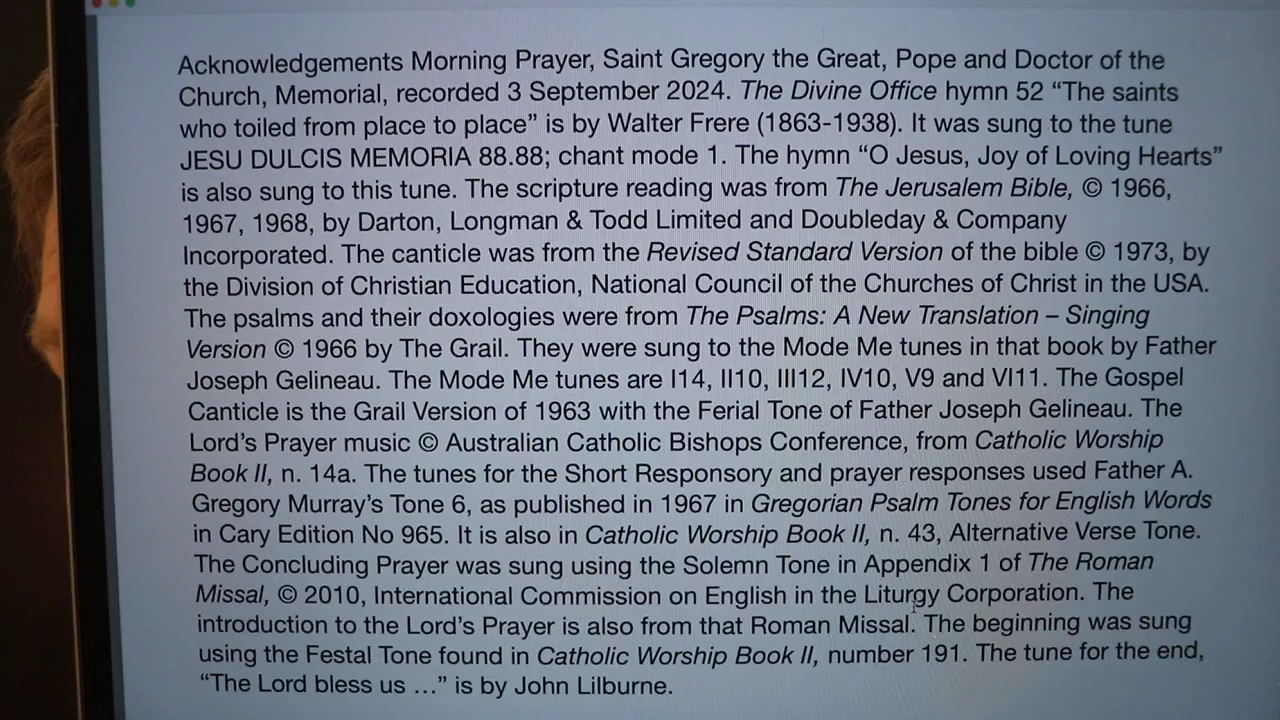 Acknowledgements Morning Prayer, Saint Gregory the Great, Pope and Doctor of the
Church, Memorial, recorded 3 September 2024. The Divine Office hymn 52 “The saints
who toiled from place to place” is by Walter Frere (1863-1938). It was sung to the tune
JESU DULCIS MEMORIA 88.88; chant mode 1. The hymn “O Jesus, Joy of Loving Hearts”
is also sung to this tune. The scripture reading was from The Jerusalem Bible, © 1966,
1967, 1968, by Darton, Longman & Todd Limited and Doubleday & Company
Incorporated. The canticle was from the Revised Standard Version of the bible © 1973, by
the Division of Christian Education, National Council of the Churches of Christ in the USA.
The psalms and their doxologies were from The Psalms: A New Translation – Singing
Version © 1966 by The Grail. They were sung to the Mode Me tunes in that book by Father
Joseph Gelineau. The Mode Me tunes are I14, II10, III12, IV10, V9 and VI11. The Gospel
Canticle is the Grail Version of 1963 with the Ferial Tone of Father Joseph Gelineau. The
Lord’s Prayer music © Australian Catholic Bishops Conference, from Catholic Worship
Book II, n. 14a. The tunes for the Short Responsory and prayer responses used Father A.
Gregory Murray’s Tone 6, as published in 1967 in Gregorian Psalm Tones for English Words
in Cary Edition No 965. It is also in Catholic Worship Book II, n. 43, Alternative Verse Tone.
The Concluding Prayer was sung using the Solemn Tone in Appendix 1 of The Roman
Missal, © 2010, International Commission on English in the Liturgy Corporation. The
introduction to the Lord’s Prayer is also from that Roman Missal. The beginning was sung
using the Festal Tone found in Catholic Worship Book II, number 191. The tune for the end,
“The Lord bless us …” is by John Lilburne.